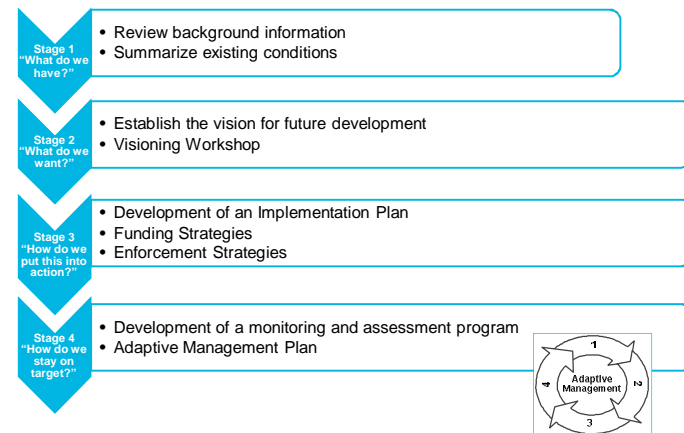 Stage 1
“What do we
have?”
• Review background information
• Summarize existing conditions
Stage 2
“What do we
want?”
• Establish the vision for future development
• Visioning Workshop
Stage 3
“How do we
put this into
action?”
• Development of an Implementation Plan
• Funding Strategies
• Enforcement Strategies
Stage 4
“How do we
stay on
target?”
• Development of a monitoring and assessment program
• Adaptive Management Plan
1
4
Adaptive
Management
2
3